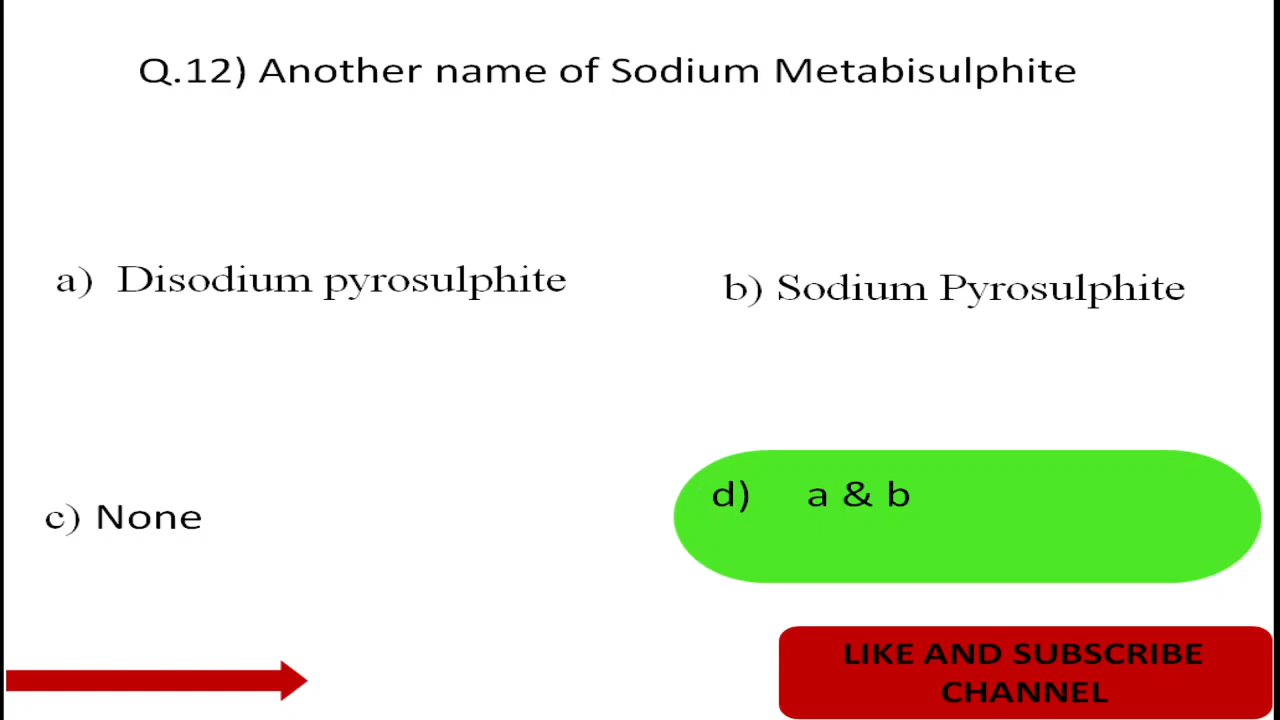 Q.12) Another name of Sodium Metabisulphite
a) Disodium pyrosulphite
b) Sodium Pyrosulphite
c) None
d) a & b
LIKE AND SUBSCRIBE
CHANNEL